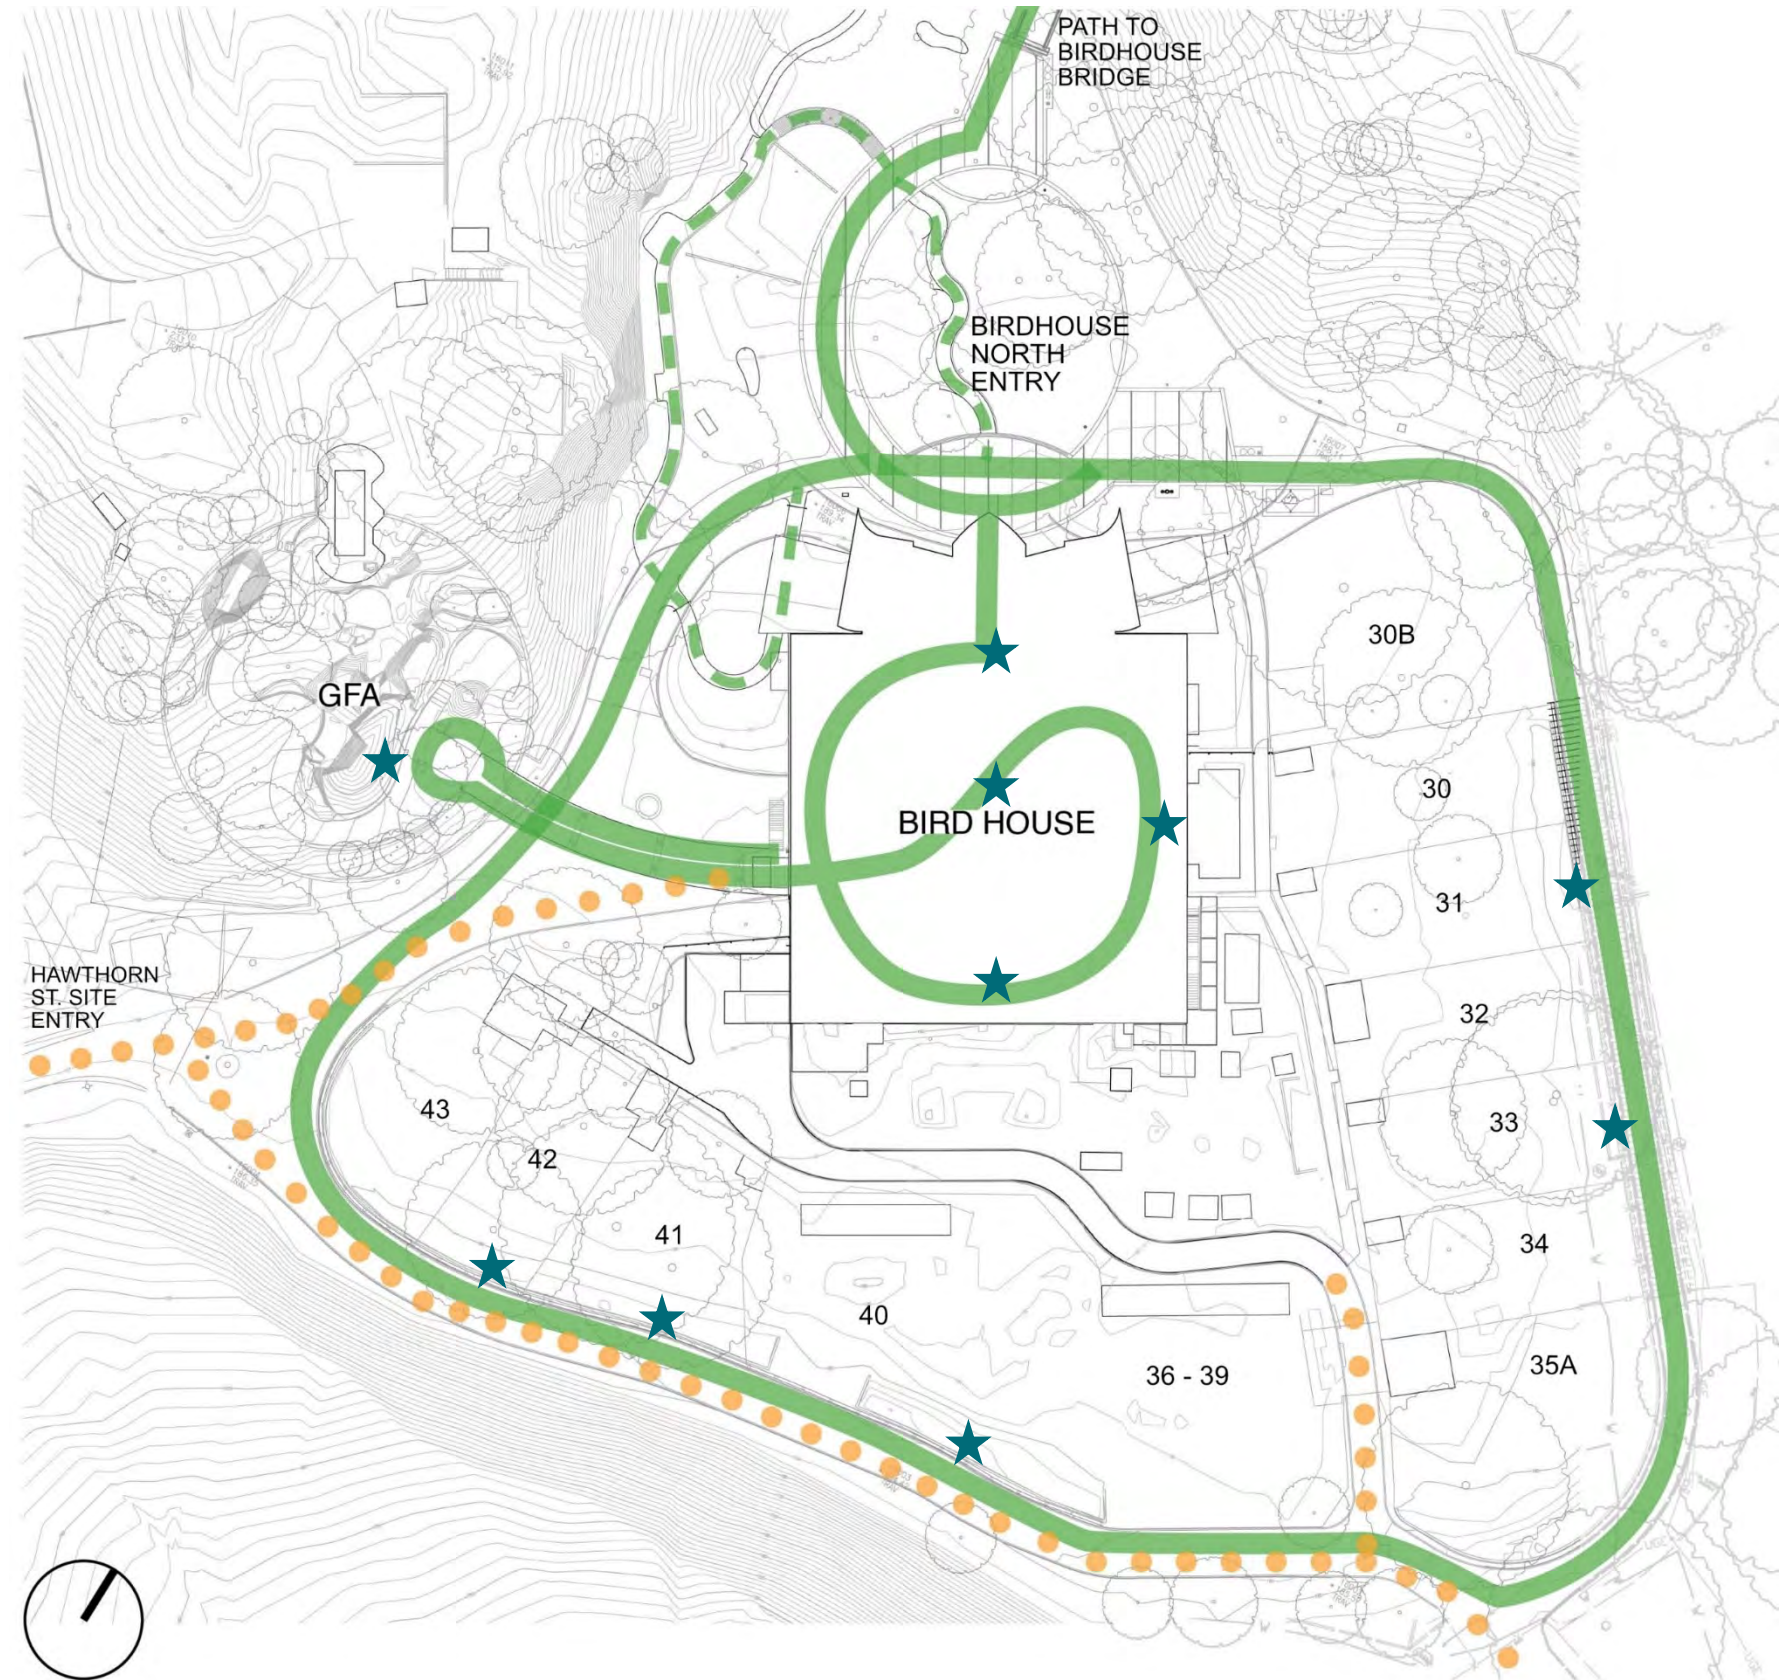 PATH TO
BIRDHOUSE
BRIDGE
BIRDHOUSE
NORTH
ENTRY
30B
GFA
30
BIRD HOUSE
31
HAWTHORN
ST. SITE
ENTRY
32
43
33
42
41
34
40
35A
36 - 39